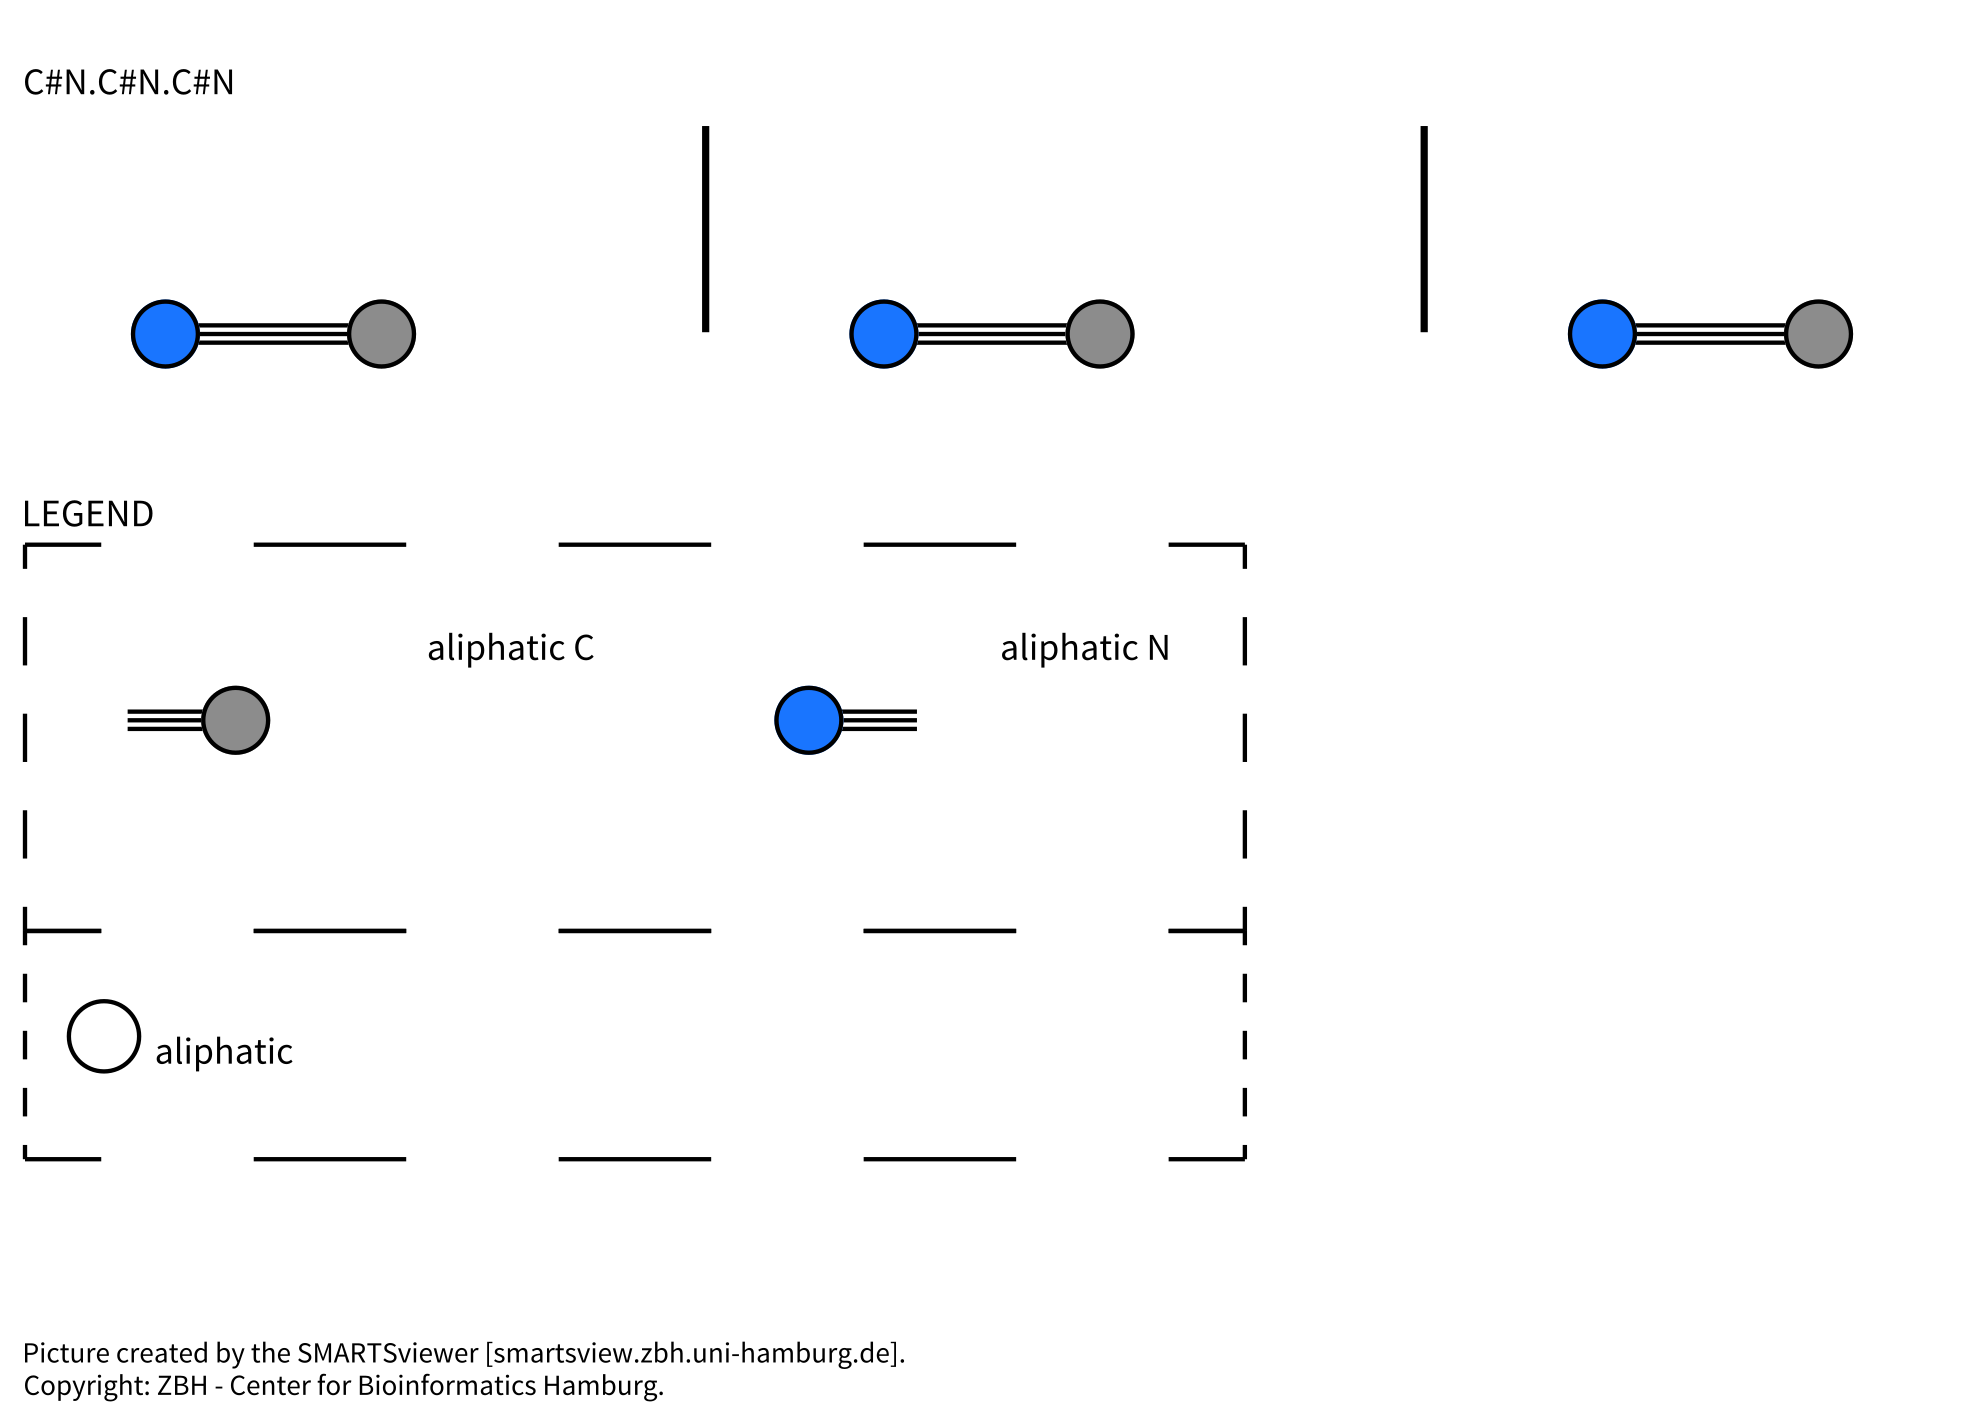 C#N.C#N.C#N
LEGEND
aliphatic C
aliphatic N
aliphatic
Picture created by the SMARTSviewer [smartsview.zbh.uni-hamburg.de].
Copyright: ZBH - Center for Bioinformatics Hamburg.